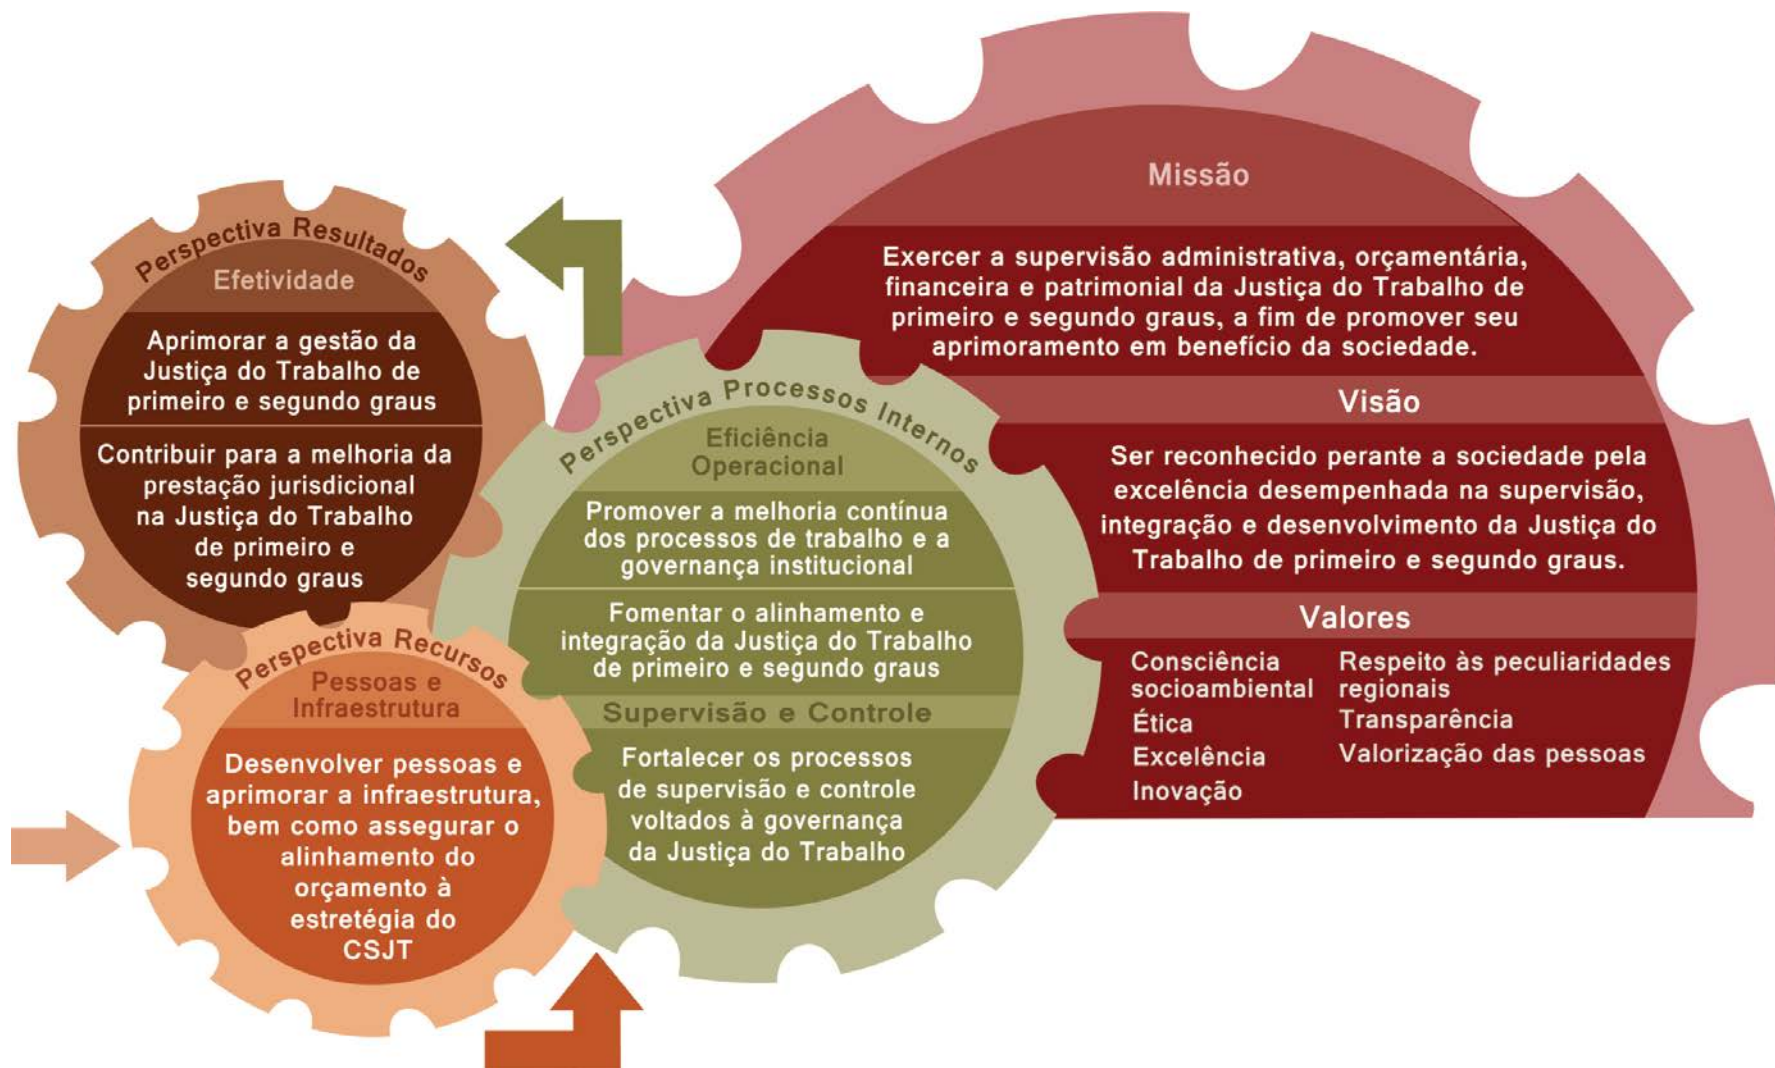 Perspectiva Resultados
Efetividade
Aprimorar a gestão da
Justiça do Trabalho de
primeiro e segundo graus
Contribuir para a melhoria da
prestação jurisdicional
na Justiça do Trabalho
de primeiro e
segundo graus
Perspectiva Recursos
Pessoas e
Infraestrutura
Desenvolver pessoas e
aprimorar a infraestrutura,
bem como assegurar o
alinhamento do
orçamento à
estretégia do
CSJT
Perspectiva Processos Internos
Eficiência
Operacional
Promover a melhoria contínua
dos processos de trabalho e a
governança institucional
Fomentar o alinhamento e
integração da Justiça do Trabalho
de primeiro e segundo graus
Supervisão e Controle
Fortalecer os processos
de supervisão e controle
voltados à governança
da Justiça do Trabalho
Missão
Exercer a supervisão administrativa, orçamentária,
financeira e patrimonial da Justiça do Trabalho de
primeiro e segundo graus, a fim de promover seu
aprimoramento em benefício da sociedade.
Visão
Ser reconhecido perante a sociedade pela
excelência desempenhada na supervisão,
integração e desenvolvimento da Justiça do
Trabalho de primeiro e segundo graus.
Valores
Consciência
socioambiental
Ética
Excelência
Inovação
Respeito às peculiaridades
regionais
Transparência
Valorização das pessoas